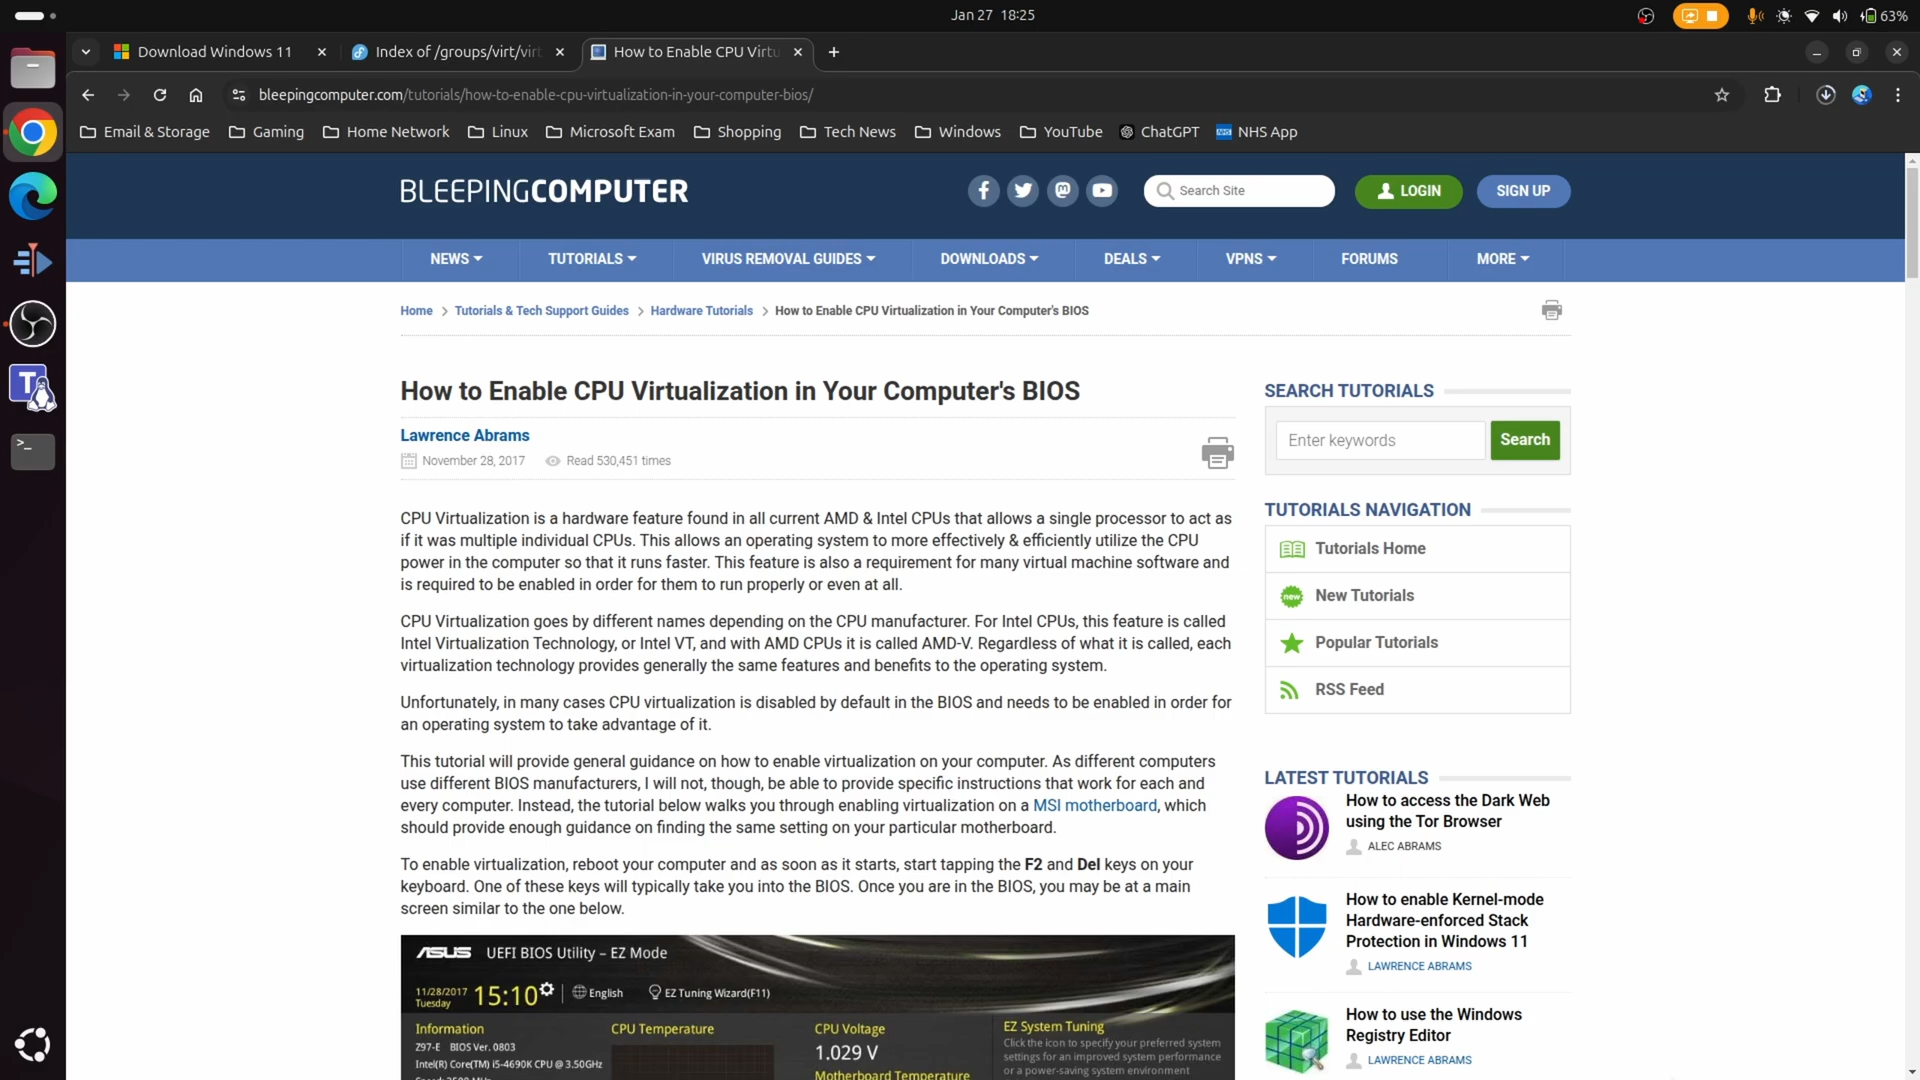 Jan 27 18:25
63%
Download Windows 11
Index of /groups/virt/virt
How to Enable CPU Virtu
bleepingcomputer.com/tutorials/how-to-enable-cpu-virtualization-in-your-computer-bios/
Email & Storage
Gaming
Home Network
Linux
Microsoft Exam
Shopping
Tech News
Windows
YouTube
ChatGPT
NHS
NHS App
BLEEPINGCOMPUTER
Search Site
LOGIN
SIGN UP
NEWS
TUTORIALS
VIRUS REMOVAL GUIDES
DOWNLOADS
DEALS
VPNS
FORUMS
MORE
Home > Tutorials & Tech Support Guides > Hardware Tutorials > How to Enable CPU Virtualization in Your Computer's BIOS
How to Enable CPU Virtualization in Your Computer's BIOS
Lawrence Abrams
November 28, 2017
Read 530,451 times
CPU Virtualization is a hardware feature found in all current AMD & Intel CPUs that allows a single processor to act as
if it was multiple individual CPUs. This allows an operating system to more effectively & efficiently utilize the CPU
power in the computer so that it runs faster. This feature is also a requirement for many virtual machine software and
is required to be enabled in order for them to run properly or even at all.
CPU Virtualization goes by different names depending on the CPU manufacturer. For Intel CPUs, this feature is called
Intel Virtualization Technology, or Intel VT, and with AMD CPUs it is called AMD-V. Regardless of what it is called, each
virtualization technology provides generally the same features and benefits to the operating system.
Unfortunately, in many cases CPU virtualization is disabled by default in the BIOS and needs to be enabled in order for
an operating system to take advantage of it.
This tutorial will provide general guidance on how to enable virtualization on your computer. As different computers
use different BIOS manufacturers, I will not, though, be able to provide specific instructions that work for each and
every computer. Instead, the tutorial below walks you through enabling virtualization on a MSI motherboard, which
should provide enough guidance on finding the same setting on your particular motherboard.
To enable virtualization, reboot your computer and as soon as it starts, start tapping the F2 and Del keys on your
keyboard. One of these keys will typically take you into the BIOS. Once you are in the BIOS, you may be at a main
screen similar to the one below.
ASUS UEFI BIOS Utility – EZ Mode
11/28/2017
Tuesday
15:10
English
EZ Tuning Wizard(F11)
Information
Z97-E BIOS Ver. 0803
Intel(R) Core(TM) i5-4690K CPU @ 3.50GHz
CPU Temperature
CPU Voltage
1.029 V
Motherboard Temperature
EZ System Tuning
Click the icon to specify your preferred system
settings for an improved system performance
or a power-saving system environment
SEARCH TUTORIALS
Enter keywords
Search
TUTORIALS NAVIGATION
Tutorials Home
new
New Tutorials
Popular Tutorials
RSS Feed
LATEST TUTORIALS
How to access the Dark Web
using the Tor Browser
ALEC ABRAMS
How to enable Kernel-mode
Hardware-enforced Stack
Protection in Windows 11
LAWRENCE ABRAMS
How to use the Windows
Registry Editor
LAWRENCE ABRAMS
T
>_